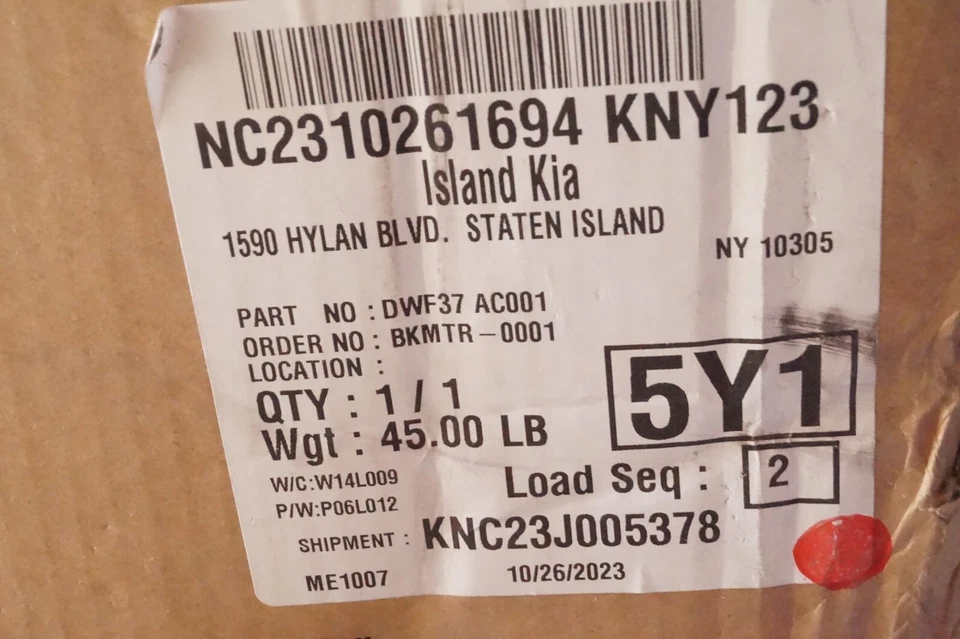 NC2310261694 KNY123
Island Kia
1590 HYLAN BLVD. STATEN ISLAND
NY 10305
PART NO : DWF37 AC001
ORDER NO : BKMTR-0001
LOCATION :
QTY : 1 / 1
5Y1
Wgt : 45.00 LB
W/C:W14L009
Load Seq : 2
P/W:P06L012
SHIPMENT : KNC23J005378
ME1007 10/26/2023